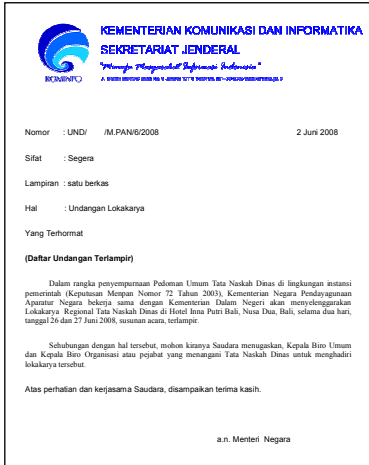 KEMENTERIAN KOMUNIKASI DAN INFORMATIKA
SEKRETARIAT JENDERAL
"Menuju Masyarakat Informasi Indonesia"
KOMINFO
Nomor : UND/ /M.PAN/6/2008 2 Juni 2008
Sifat : Segera
Lampiran : satu berkas
Hal : Undangan Lokakarya
Yang Terhormat
(Daftar Undangan Terlampir)
Dalam rangka penyempurnaan Pedoman Umum Tata Naskah Dinas di lingkungan instansi
pemerintah (Keputusan Menpan Nomor 72 Tahun 2003), Kementerian Negara Pendayagunaan
Aparatur Negara bekerja sama dengan Kementerian Dalam Negeri akan menyelenggarakan
Lokakarya Regional Tata Naskah Dinas di Hotel Inna Putri Bali, Nusa Dua, Bali, selama dua hari,
tanggal 26 dan 27 Juni 2008, susunan acara, terlampir.
Sehubungan dengan hal tersebut, mohon kiranya Saudara menugaskan, Kepala Biro Umum
dan Kepala Biro Organisasi atau pejabat yang menangani Tata Naskah Dinas untuk menghadiri
lokakarya tersebut.
Atas perhatian dan kerjasama Saudara, disampaikan terima kasih.
a.n. Menteri Negara